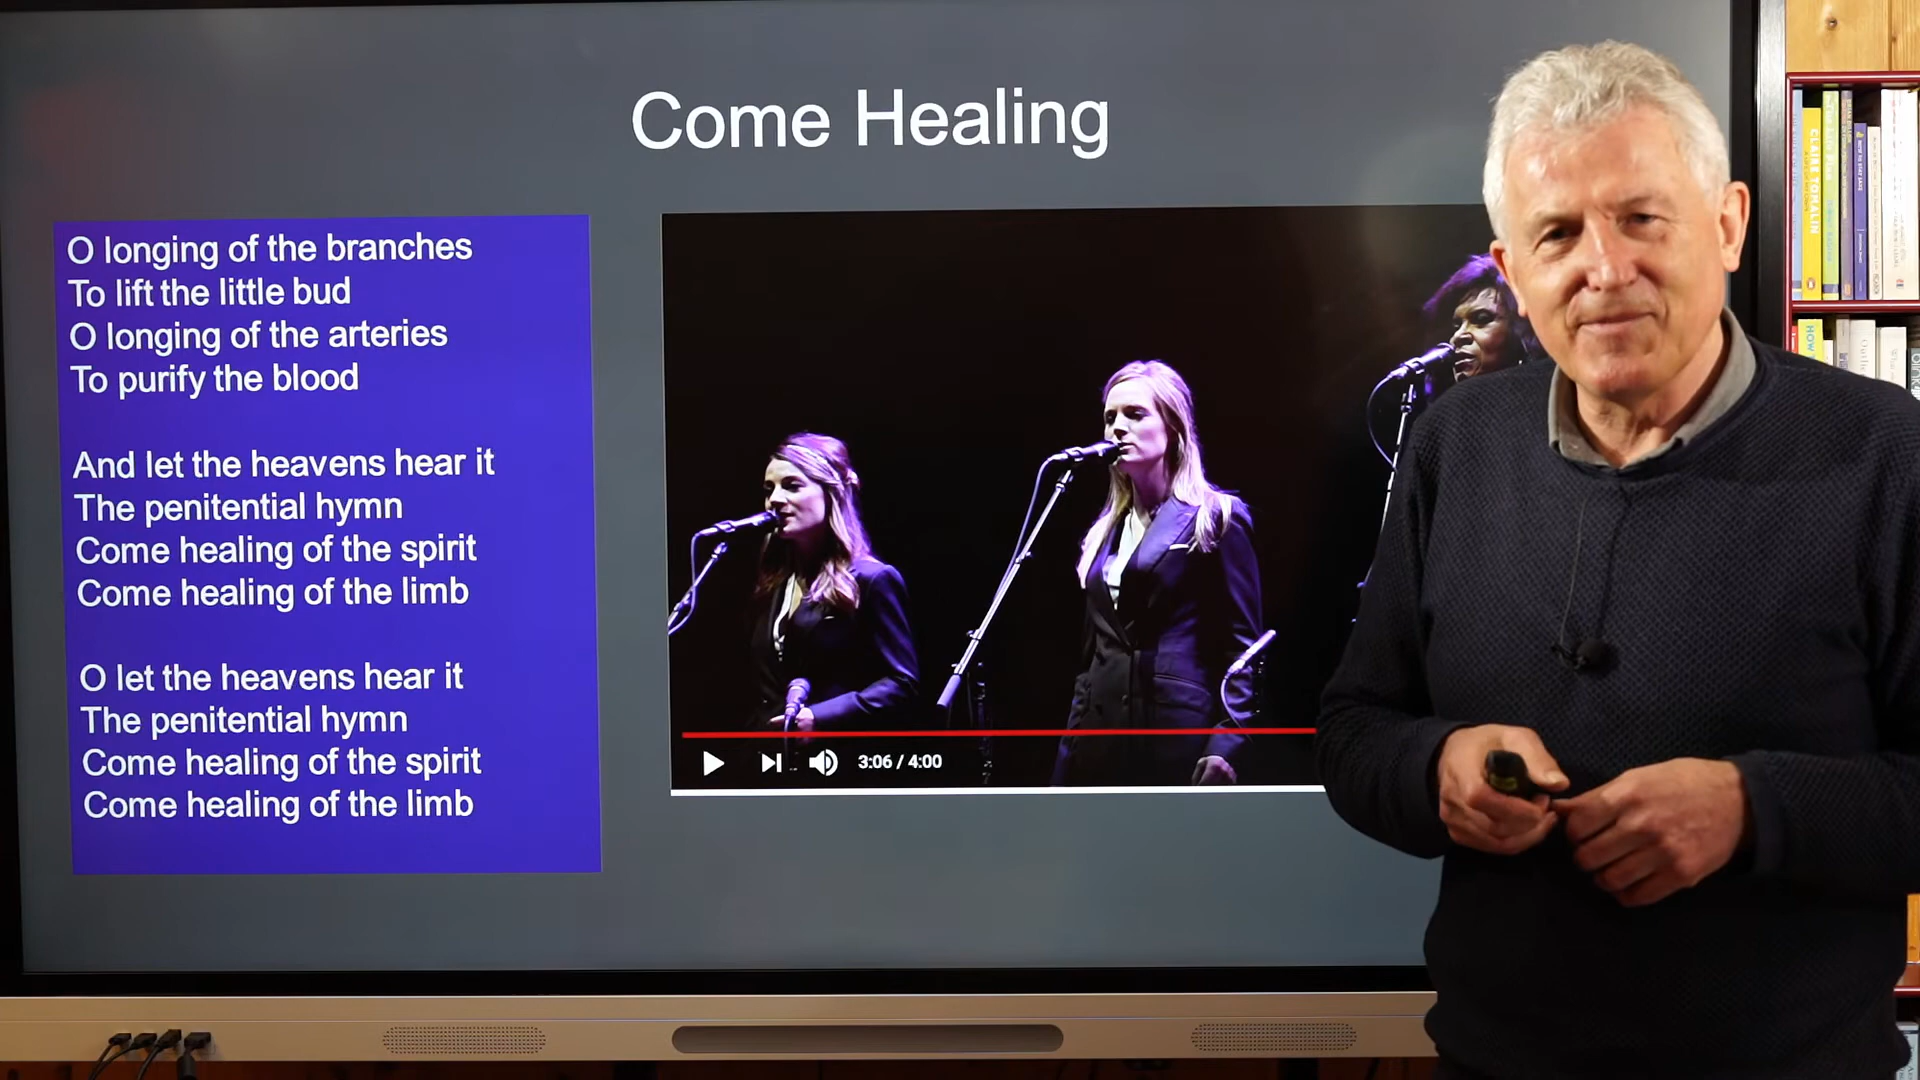 Come Healing
O longing of the branches
To lift the little bud
O longing of the arteries
To purify the blood
And let the heavens hear it
The penitential hymn
Come healing of the spirit
Come healing of the limb
O let the heavens hear it
The penitential hymn
Come healing of the spirit
Come healing of the limb
3:06 / 4:00
CLAIRE TOMALIN
HOW